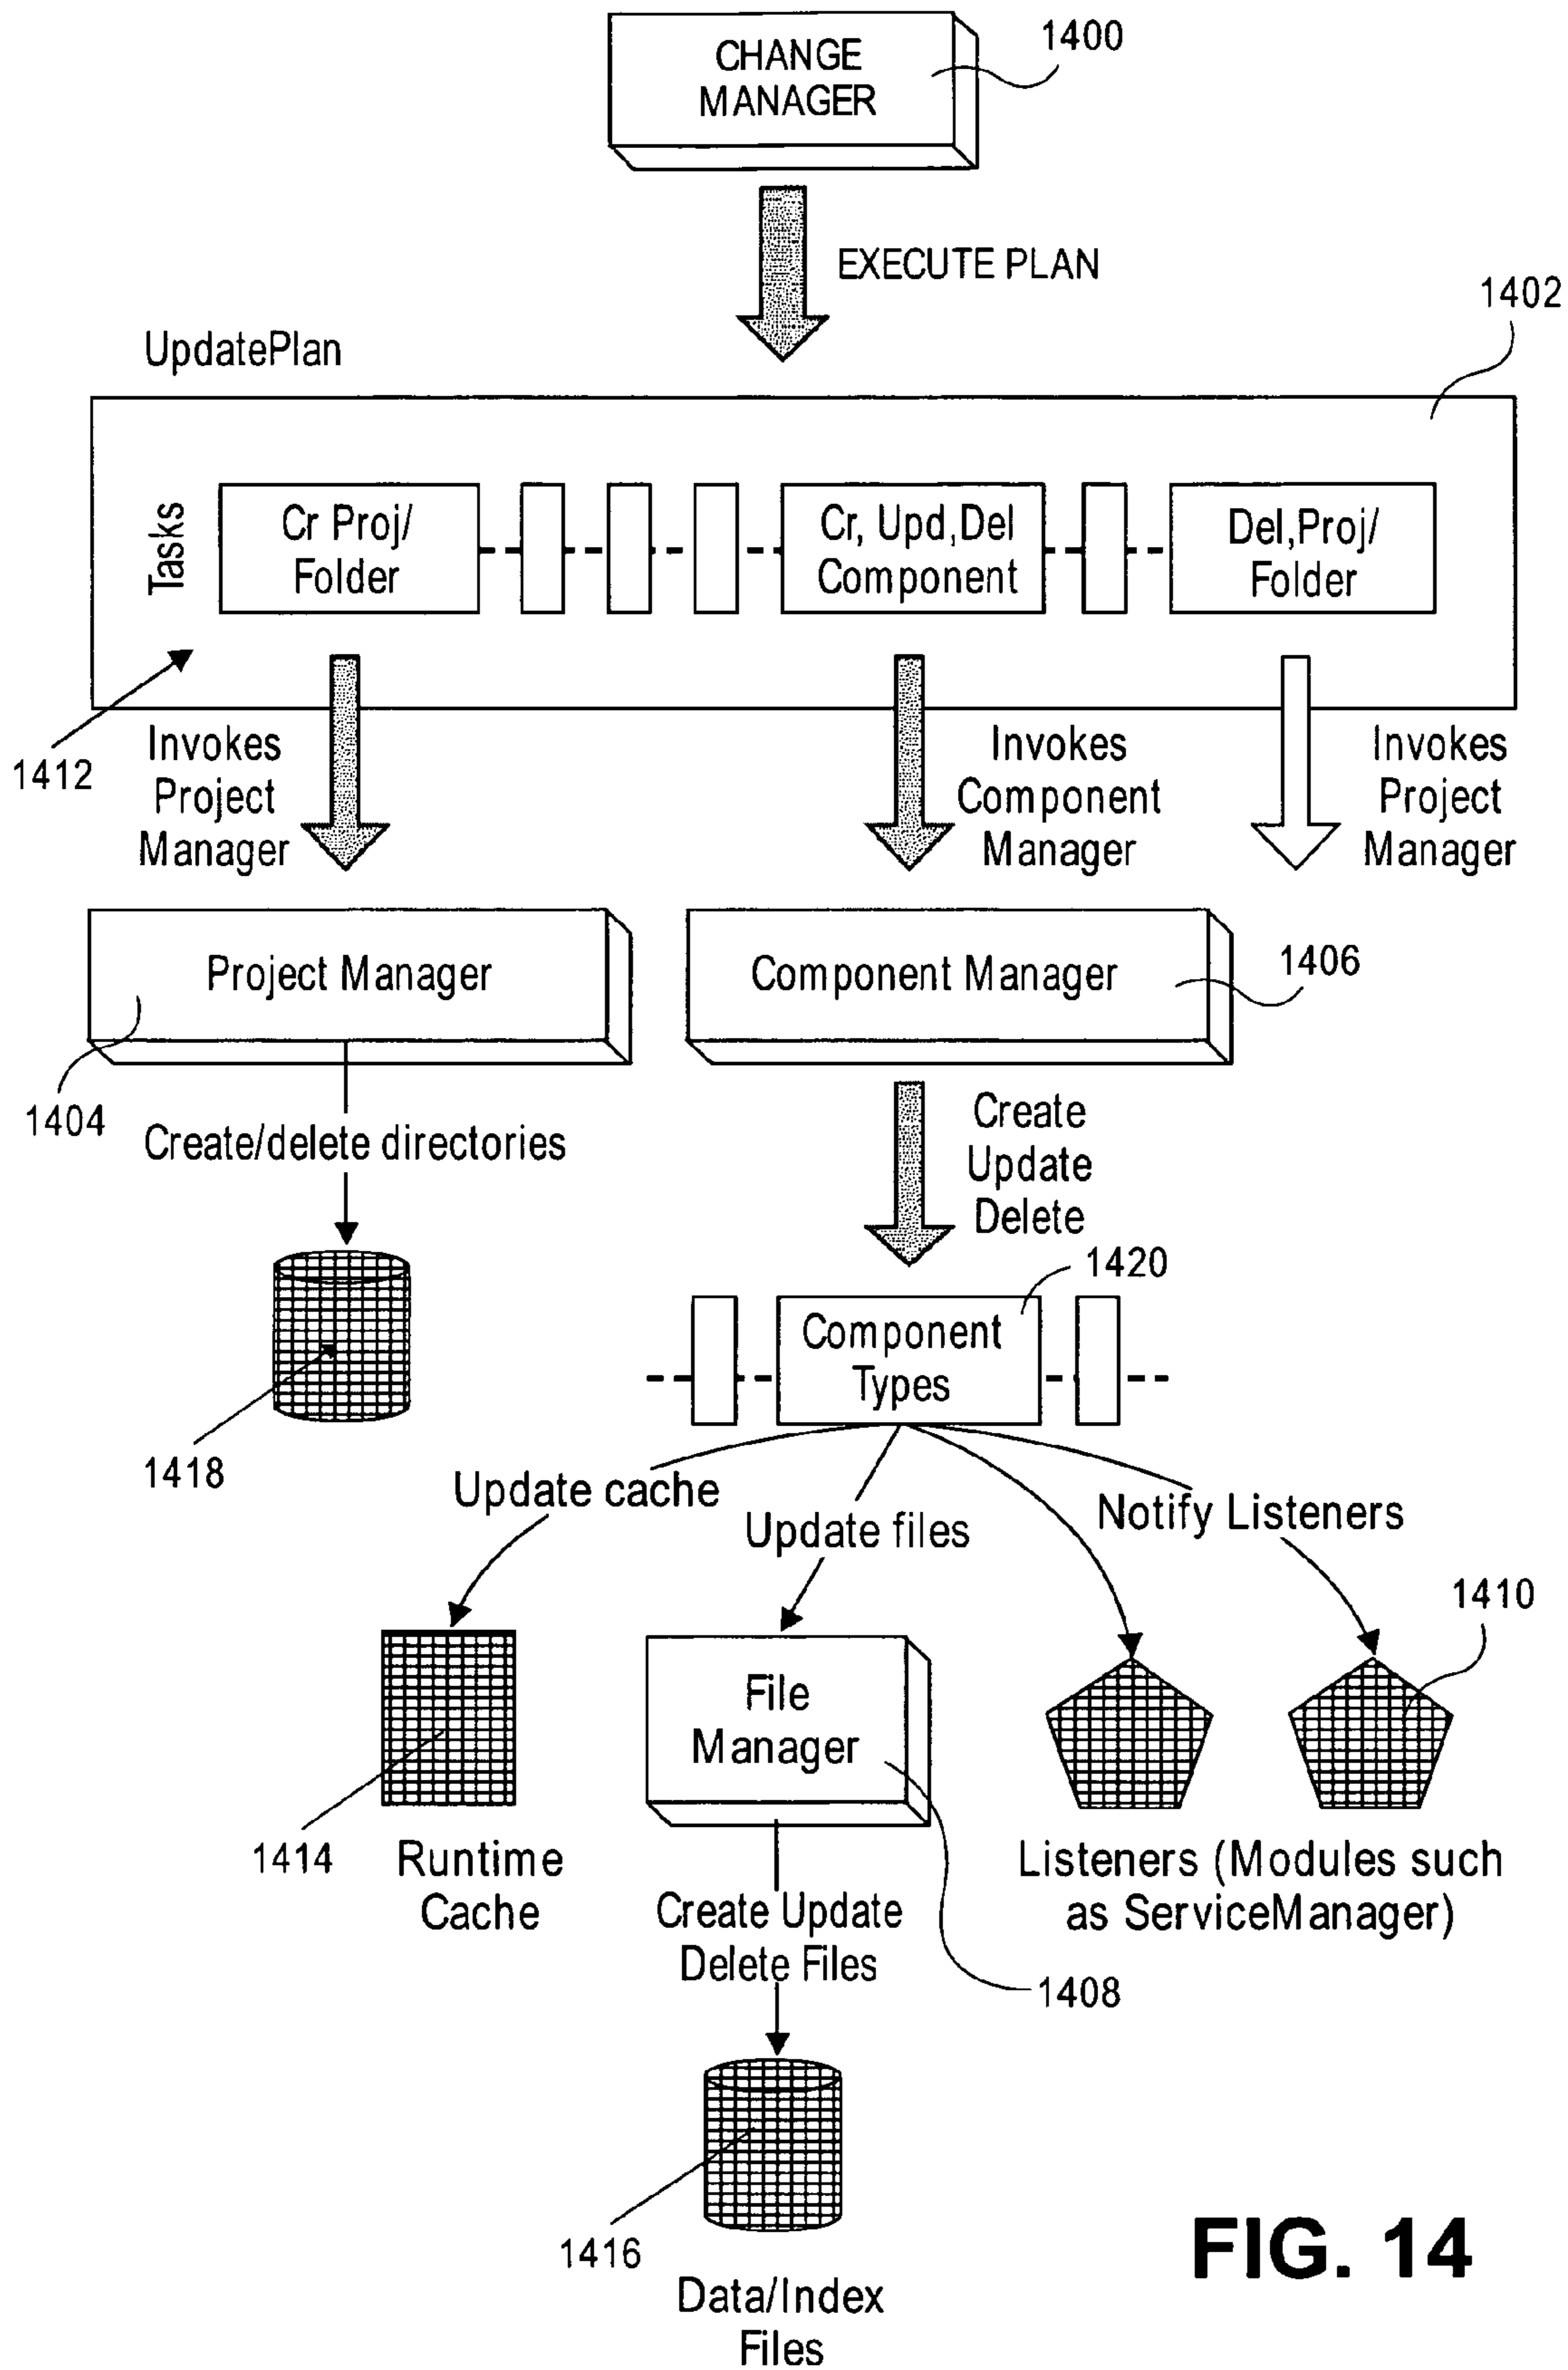 CHANGE
MANAGER
1400
EXECUTE PLAN
1402
UpdatePlan
Tasks
Cr Proj/
Folder
Cr, Upd,Del
Component
Del,Proj/
Folder
1412
Invokes
Project
Manager
Invokes
Component
Manager
Invokes
Project
Manager
Project Manager
Component Manager
1406
1404
Create/delete directories
Create
Update
Delete
1420
Component
Types
1418
Update cache
Update files
Notify Listeners
1410
File
Manager
1414
Runtime
Cache
Create Update
Delete Files
Listeners (Modules such
as ServiceManager)
1408
1416
Data/Index
Files
FIG. 14